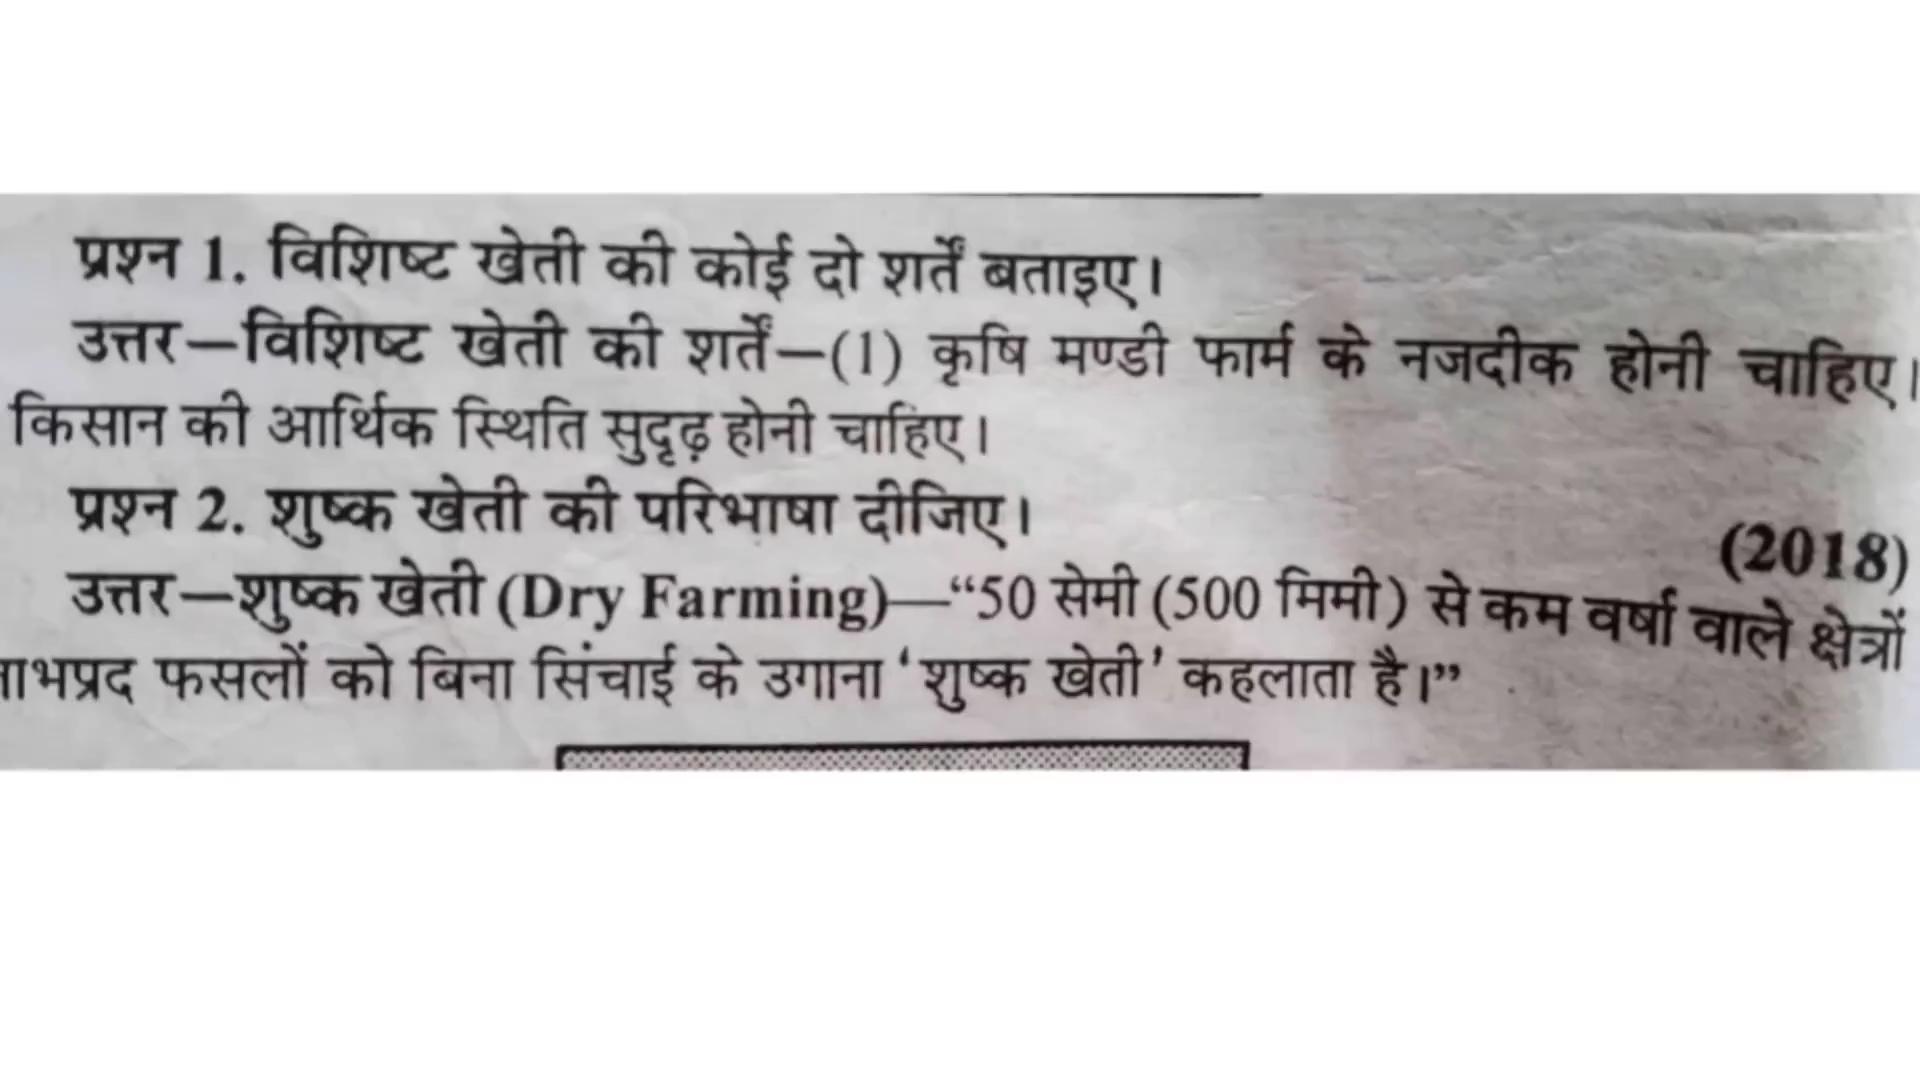 प्रश्न 1. विशिष्ट खेती की कोई दो शर्तें बताइए।
उत्तर—विशिष्ट खेती की शर्तें—(1) कृषि मण्डी फार्म के नजदीक होनी चाहिए।
किसान की आर्थिक स्थिति सुदृढ़ होनी चाहिए।
प्रश्न 2. शुष्क खेती की परिभाषा दीजिए।
(2018)
उत्तर—शुष्क खेती (Dry Farming)—“50 सेमी (500 मिमी) से कम वर्षा वाले क्षेत्रों
फसलों को बिना सिंचाई के उगाना ‘शुष्क खेती’ कहलाता है।”